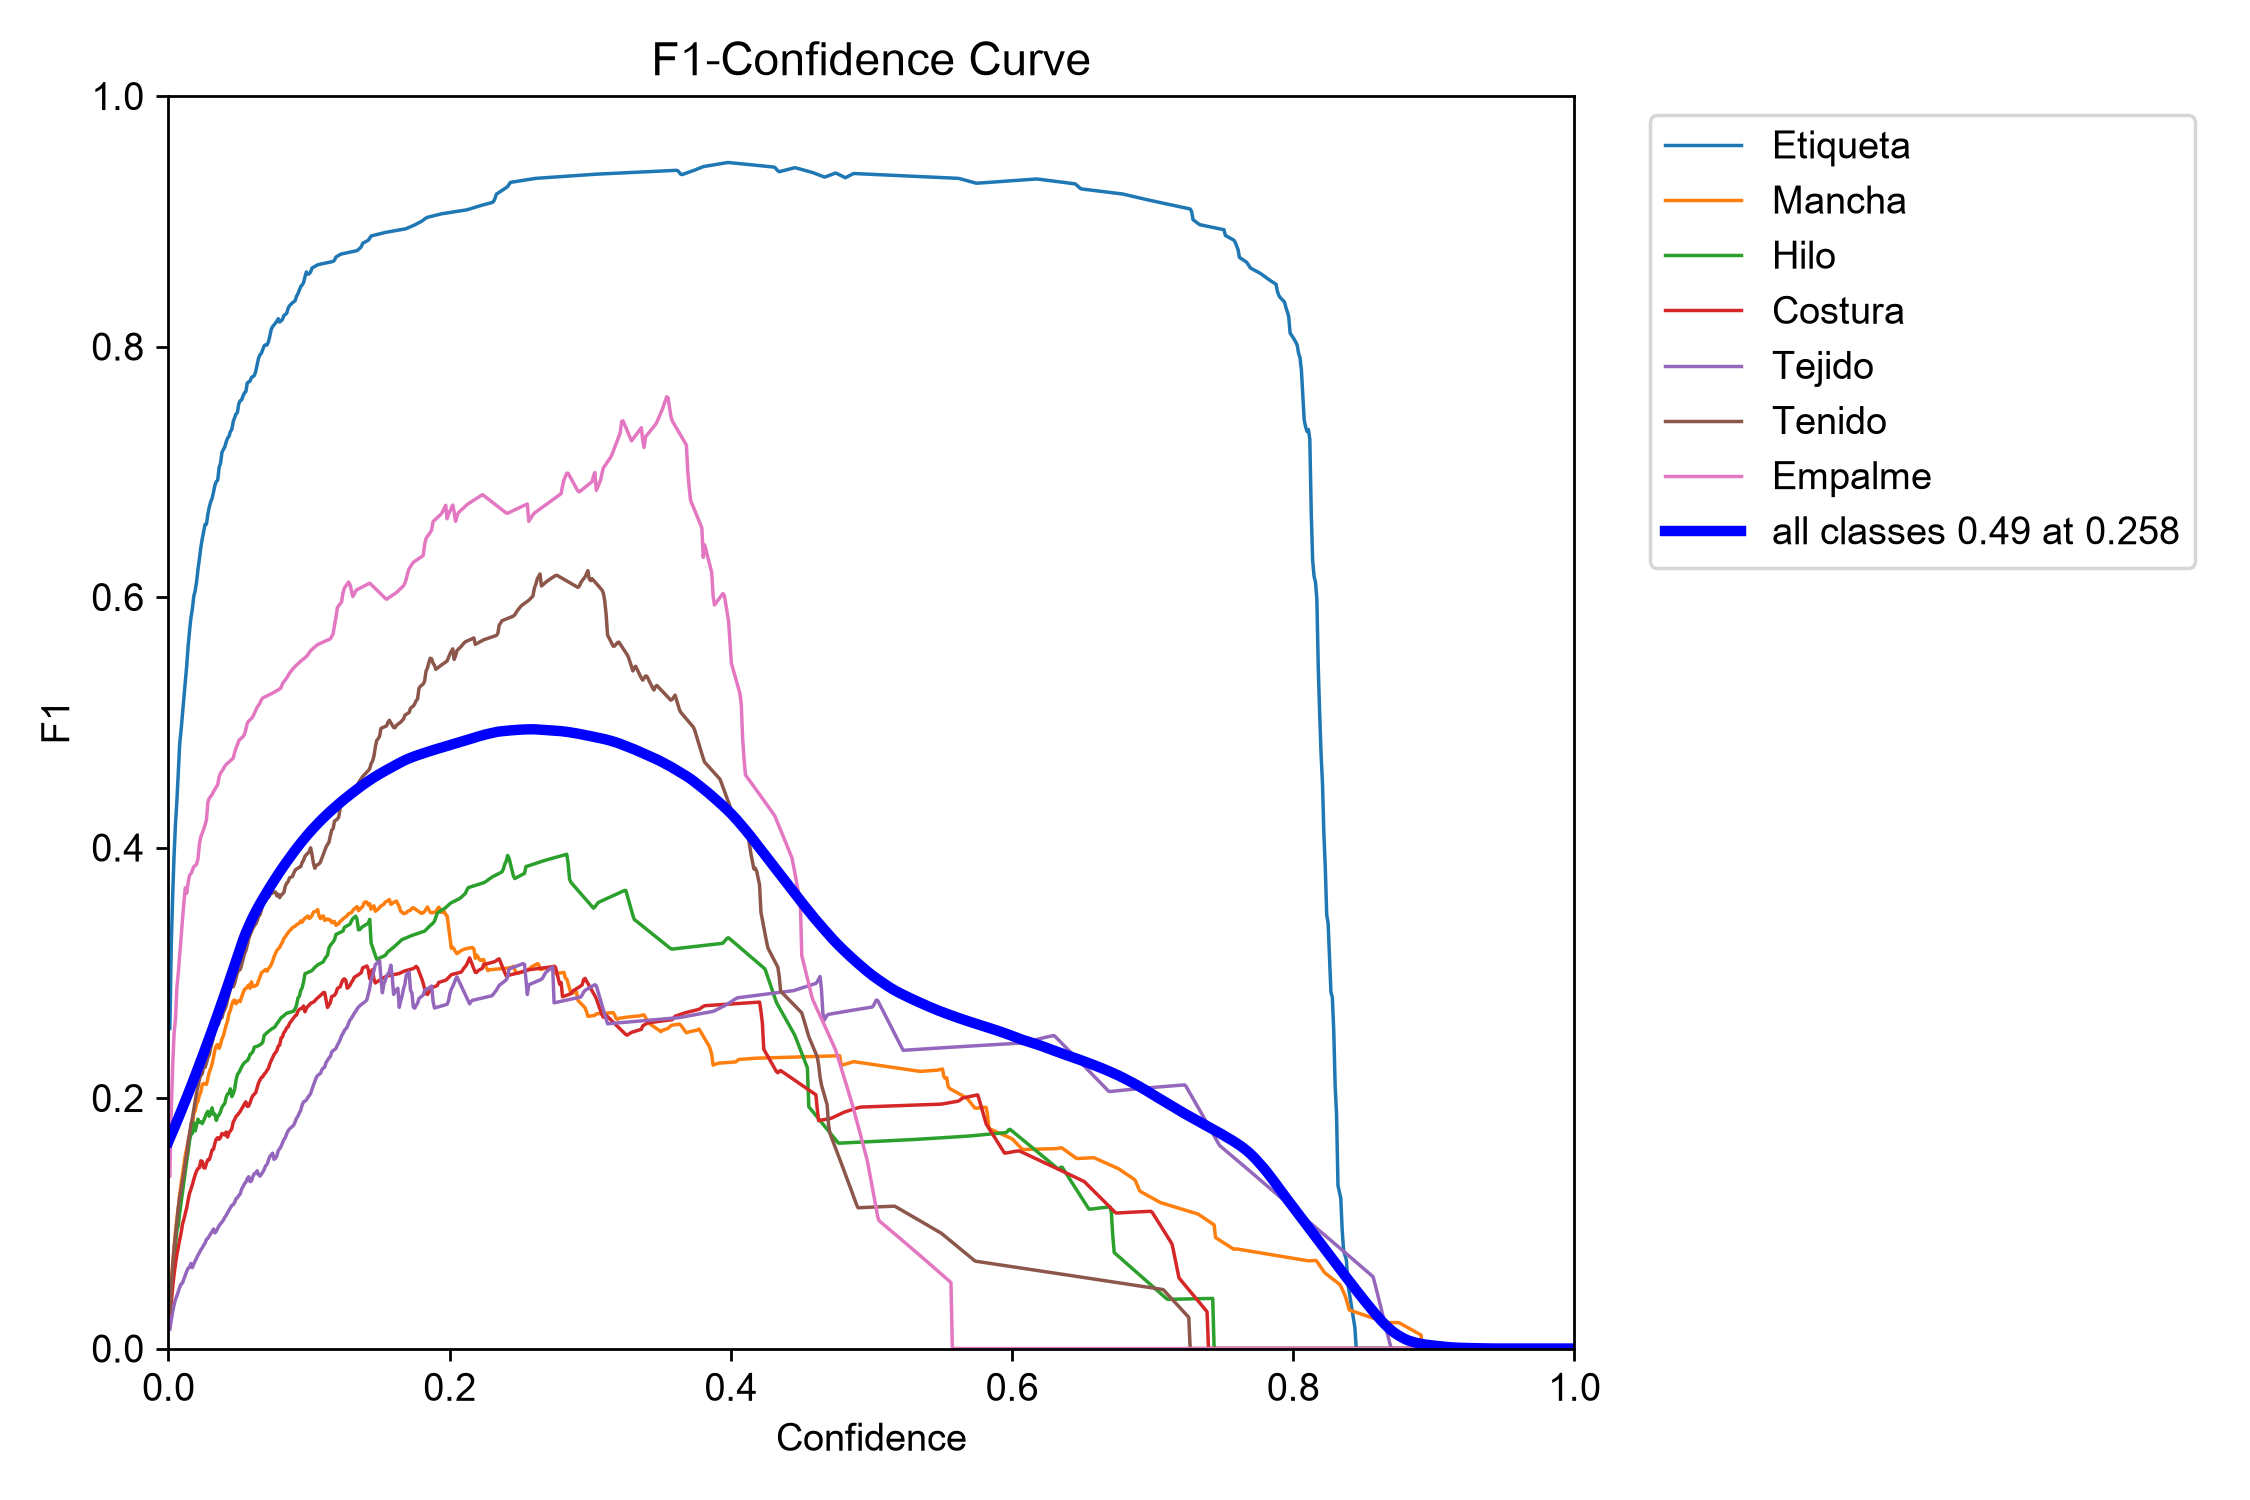 F1-Confidence Curve
1.0
0.8
0.6
0.4
0.2
0.0
F1
0.0 0.2 0.4 0.6 0.8 1.0
Confidence
Etiqueta
Mancha
Hilo
Costura
Tejido
Tenido
Empalme
all classes 0.49 at 0.258